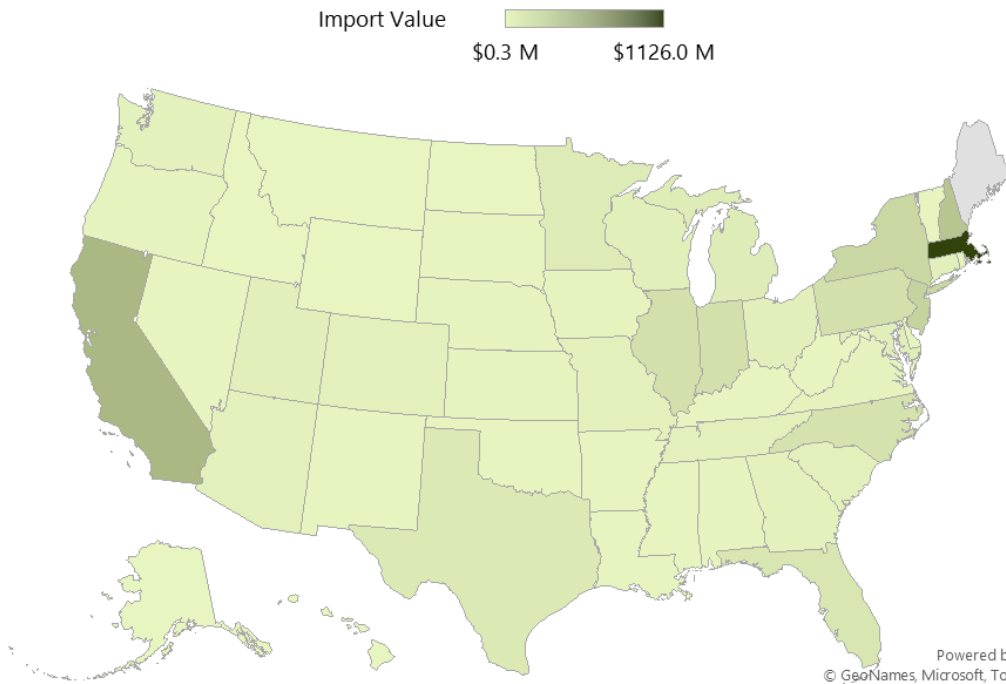 Import Value
$0.3 M $1126.0 M
Powered b
© GeoNames, Microsoft, To